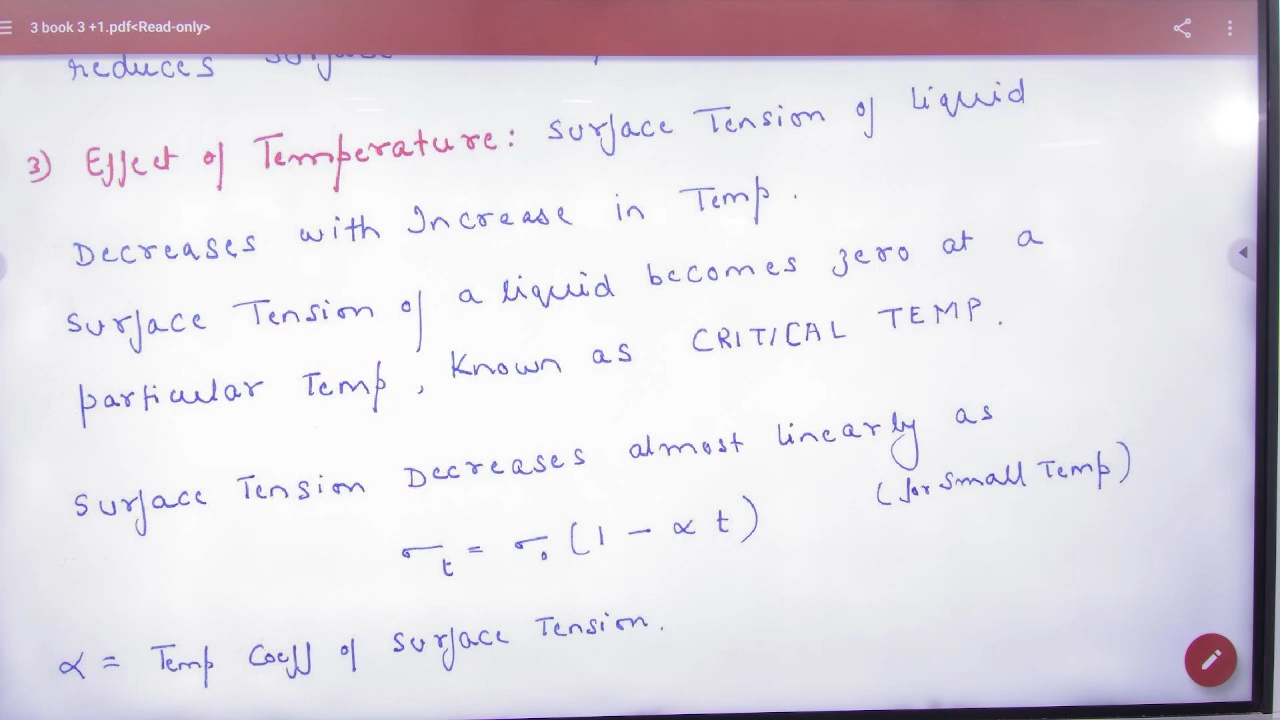 3 book 3 +1.pdf<Read-only>
reduces
3) Effect of Temperature: Surface Tension of liquid
Decreases with Increase in Temp.
Surface Tension of a liquid becomes zero at a
particular Temp, Known as CRITICAL TEMP.
Surface Tension Decreases almost linearly as
(for small Temp)
σt = σ₀ (1 - α t)
α = Temp Coeff of Surface Tension.